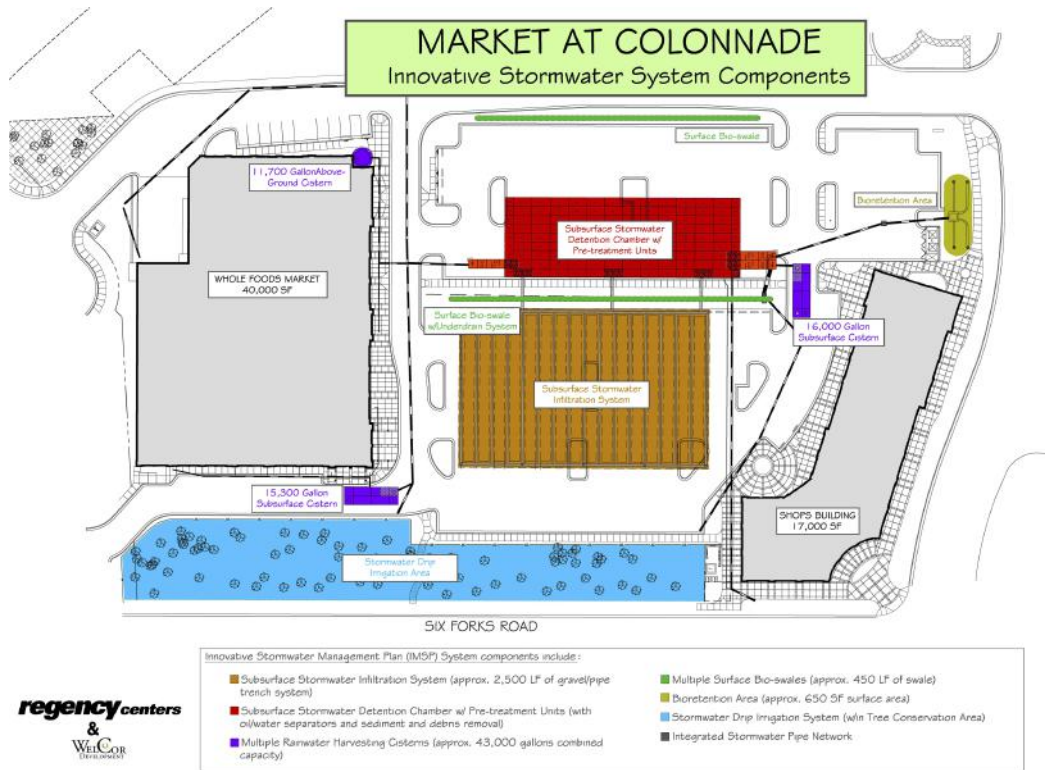 MARKET AT COLONNADE
Innovative Stormwater System Components
Surface Bio-swale
11,700 GallonAbove-
Ground Cistern
Bioretention Area
Subsurface Stormwater
Detention Chamber w/
Pre-treatment Units
WHOLE FOODS MARKET
40,000 SF
Surface Bio-swale
w/Underdrain System
16,000 Gallon
Subsurface Cistern
Subsurface Stormwater
Infiltration System
15,300 Gallon
Subsurface Cistern
SHOPS BUILDING
17,000 SF
Stormwater Drip
Irrigation Area
SIX FORKS ROAD
Innovative Stormwater Management Plan (IMSP) System components include:
Subsurface Stormwater Infiltration System (approx. 2,500 LF of gravel/pipe
trench system)
Subsurface Stormwater Detention Chamber w/ Pre-treatment Units (with
oil/water separators and sediment and debris removal)
Multiple Rainwater Harvesting Cisterns (approx. 43,000 gallons combined
capacity)
Multiple Surface Bio-swales (approx. 450 LF of swale)
Bioretention Area (approx. 650 SF surface area)
Stormwater Drip Irrigation System (w/in Tree Conservation Area)
Integrated Stormwater Pipe Network
regency centers
&
WELCOR
DEVELOPMENT